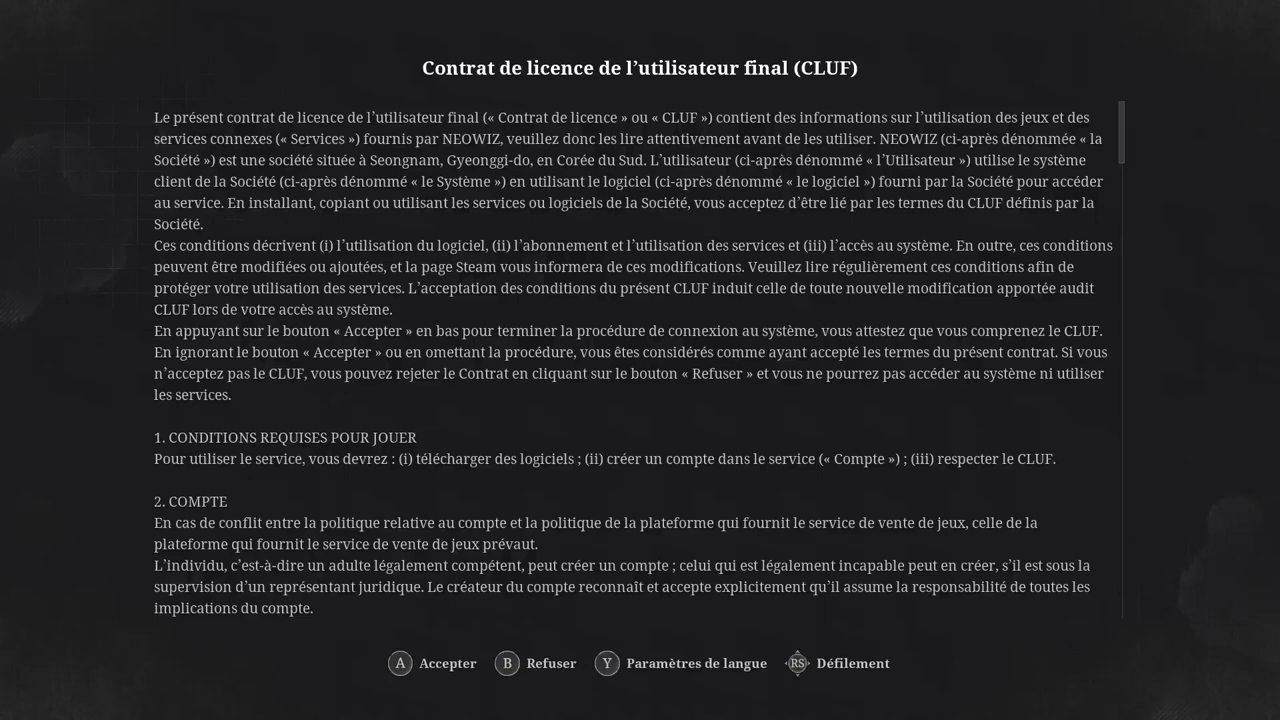 Contrat de licence de l’utilisateur final (CLUF)
Le présent contrat de licence de l’utilisateur final (« Contrat de licence » ou « CLUF ») contient des informations sur l’utilisation des jeux et des
services connexes (« Services ») fournis par NEOWIZ, veuillez donc les lire attentivement avant de les utiliser. NEOWIZ (ci-après dénommée « la
Société ») est une société située à Seongnam, Gyeonggi-do, en Corée du Sud. L’utilisateur (ci-après dénommé « l’Utilisateur ») utilise le système
client de la Société (ci-après dénommé « le Système ») en utilisant le logiciel (ci-après dénommé « le logiciel ») fourni par la Société pour accéder
au service. En installant, copiant ou utilisant les services ou logiciels de la Société, vous acceptez d’être lié par les termes du CLUF définis par la
Société.
Ces conditions décrivent (i) l’utilisation du logiciel, (ii) l’abonnement et l’utilisation des services et (iii) l’accès au système. En outre, ces conditions
peuvent être modifiées ou ajoutées, et la page Steam vous informera de ces modifications. Veuillez lire régulièrement ces conditions afin de
protéger votre utilisation des services. L’acceptation des conditions du présent CLUF induit celle de toute nouvelle modification apportée audit
CLUF lors de votre accès au système.
En appuyant sur le bouton « Accepter » en bas pour terminer la procédure de connexion au système, vous attestez que vous comprenez le CLUF.
En ignorant le bouton « Accepter » ou en omettant la procédure, vous êtes considérés comme ayant accepté les termes du présent contrat. Si vous
n’acceptez pas le CLUF, vous pouvez rejeter le Contrat en cliquant sur le bouton « Refuser » et vous ne pourrez pas accéder au système ni utiliser
les services.
1. CONDITIONS REQUISES POUR JOUER
Pour utiliser le service, vous devrez : (i) télécharger des logiciels ; (ii) créer un compte dans le service (« Compte ») ; (iii) respecter le CLUF.
2. COMPTE
En cas de conflit entre la politique relative au compte et la politique de la plateforme qui fournit le service de vente de jeux, celle de la
plateforme qui fournit le service de vente de jeux prévaut.
L’individu, c’est-à-dire un adulte légalement compétent, peut créer un compte ; celui qui est légalement incapable peut en créer, s’il est sous la
supervision d’un représentant juridique. Le créateur du compte reconnaît et accepte explicitement qu’il assume la responsabilité de toutes les
implications du compte.
A Accepter B Refuser Y Paramètres de langue RS Défilement